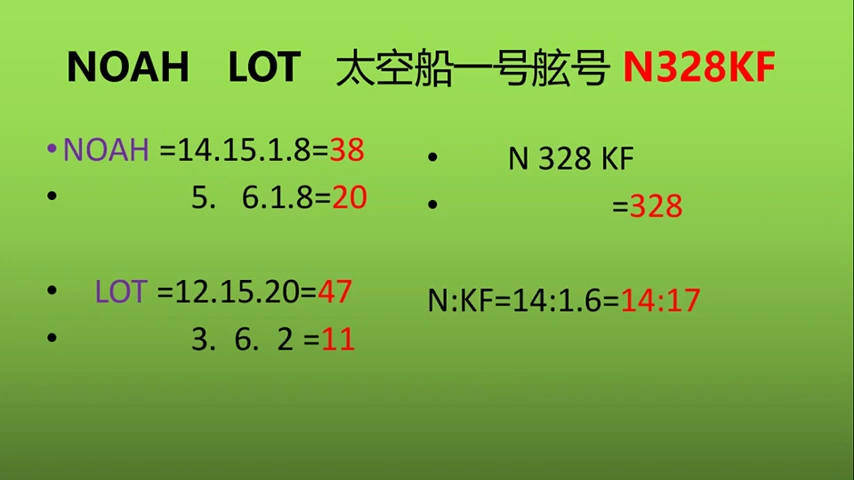 NOAH LOT 太空船一号舷号 N328KF
•NOAH =14.15.1.8=38
• 5. 6.1.8=20
• LOT =12.15.20=47
• 3. 6. 2 =11
• N 328 KF
• =328
N:KF=14:1.6=14:17